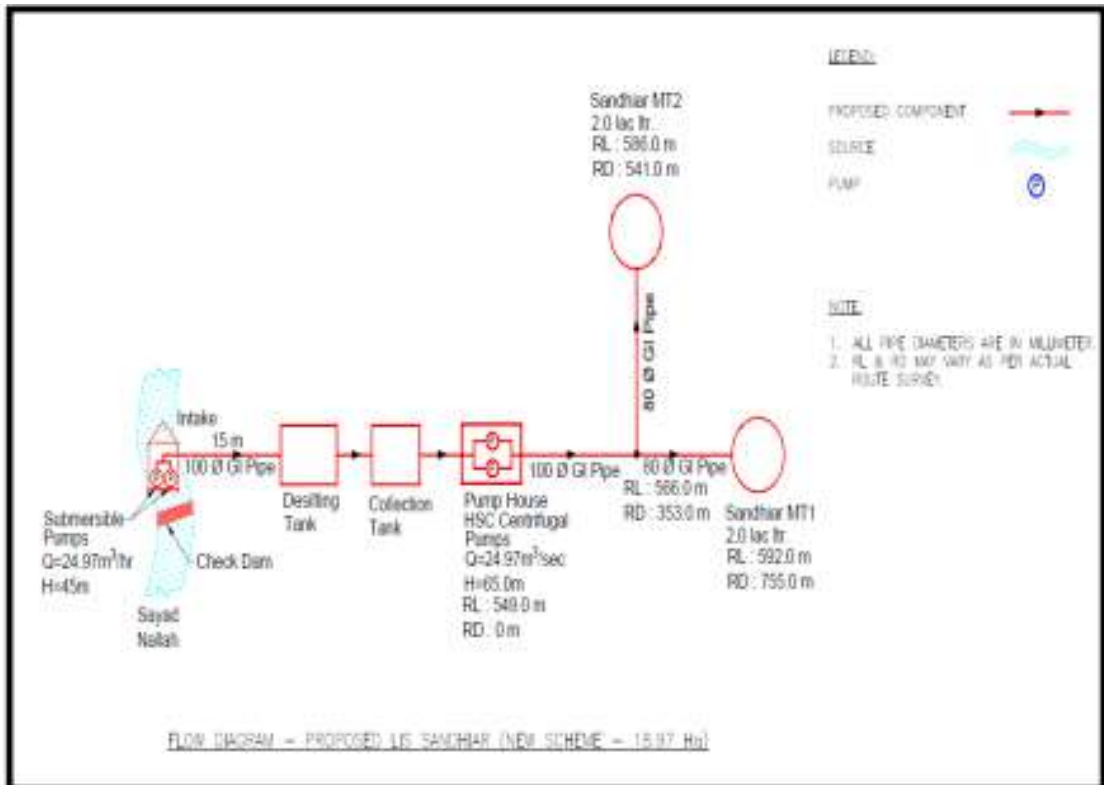 LEGEND:
PROPOSED COMPONENT
SOURCE
PUMP
NOTE:
1. ALL PIPE DIAMETERS ARE IN MILLIMETER.
2. RL & RD MAY VARY AS PER ACTUAL
ROUTE SURVEY.
Sandhiar MT2
2.0 lac ltr.
RL : 586.0 m
RD : 541.0 m
80 Ø GI Pipe
Intake
15 m
100 Ø GI Pipe
Submersible
Pumps
Q=24.97m³/hr
H=45m
Check Dam
Sayad
Nallah
Desilting
Tank
Collection
Tank
Pump House
HSC Centrifugal
Pumps
Q=24.97m³/sec
H=65.0m
RL : 549.0 m
RD : 0 m
100 Ø GI Pipe
80 Ø GI Pipe
RL : 566.0 m
RD : 353.0 m
Sandhiar MT1
2.0 lac ltr.
RL : 592.0 m
RD : 755.0 m
FLOW DIAGRAM - PROPOSED LIS SANDHIAR (NEW SCHEME - 18.97 Ha)